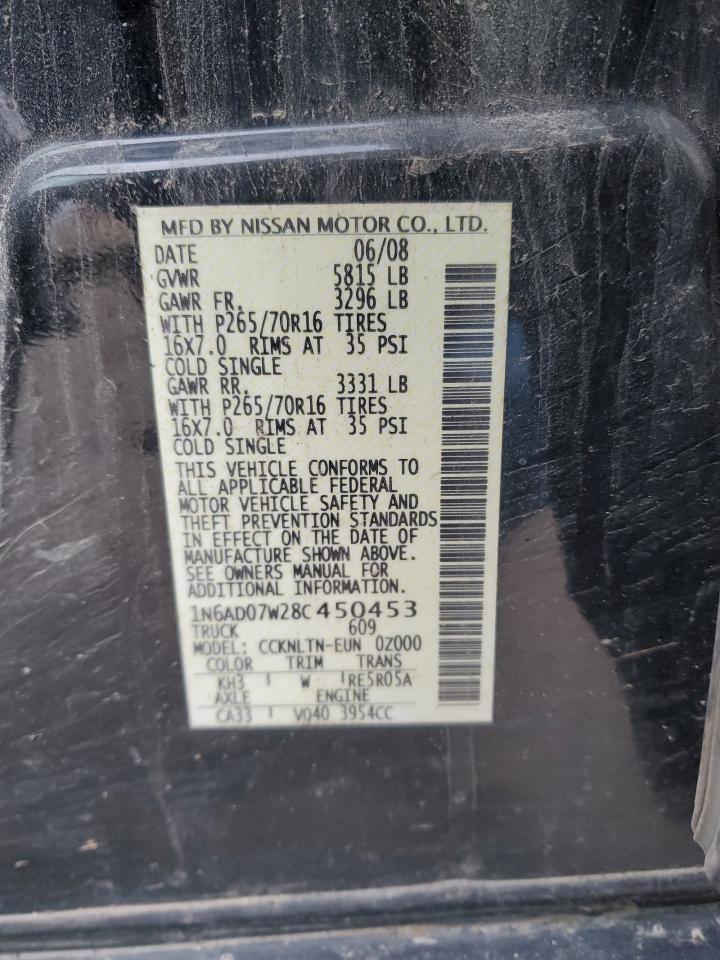 MFD BY NISSAN MOTOR CO., LTD.
DATE 06/08
GVWR 5815 LB
GAWR FR. 3296 LB
WITH P265/70R16 TIRES
16X7.0 RIMS AT 35 PSI
COLD SINGLE
GAWR RR. 3331 LB
WITH P265/70R16 TIRES
16X7.0 RIMS AT 35 PSI
COLD SINGLE
THIS VEHICLE CONFORMS TO
ALL APPLICABLE FEDERAL
MOTOR VEHICLE SAFETY AND
THEFT PREVENTION STANDARDS
IN EFFECT ON THE DATE OF
MANUFACTURE SHOWN ABOVE.
SEE OWNERS MANUAL FOR
ADDITIONAL INFORMATION.
1N6AD07W28C450453
TRUCK 609
MODEL: CCKNLTN-EUN 0Z000
COLOR TRIM TRANS
KH3 W RE5R05A
AXLE ENGINE
CA33 VQ40 3954CC